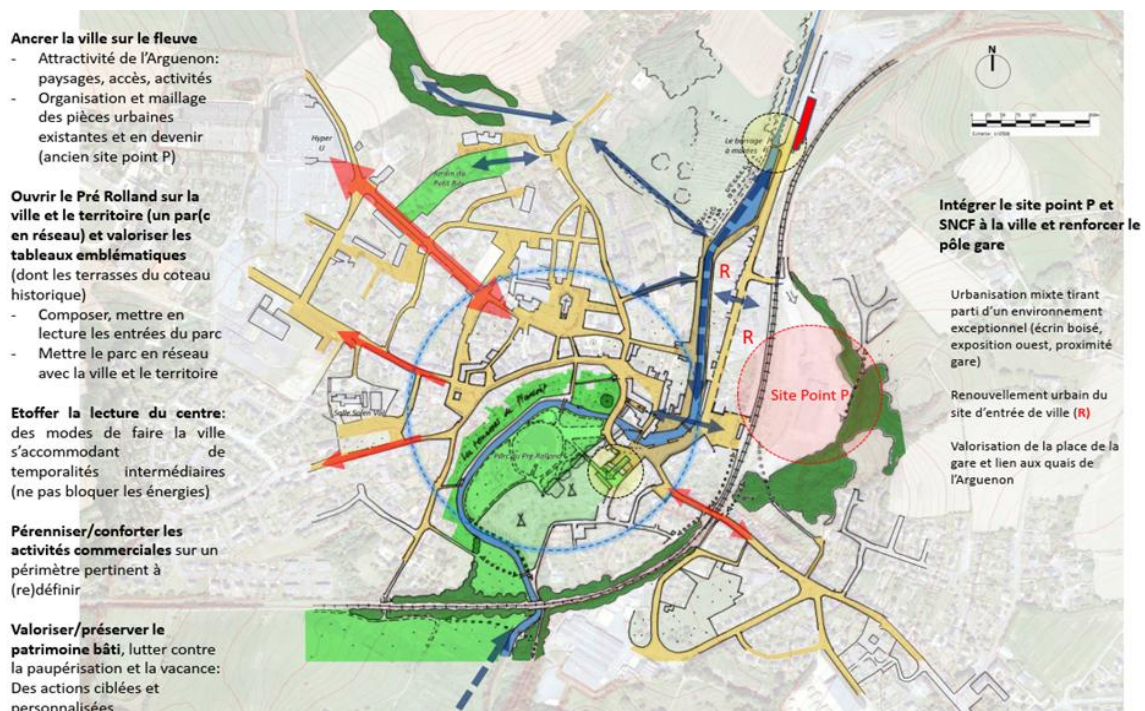 Ancrer la ville sur le fleuve
- Attractivité de l'Arguenon:
paysages, accès, activités
- Organisation et maillage
des pièces urbaines
existantes et en devenir
(ancien site point P)
Ouvrir le Pré Rolland sur la
ville et le territoire (un par(c
en réseau) et valoriser les
tableaux emblématiques
(dont les terrasses du coteau
historique)
- Composer, mettre en
lecture les entrées du parc
- Mettre le parc en réseau
avec la ville et le territoire
Etoffer la lecture du centre:
des modes de faire la ville
s'accommodant de
temporalités intermédiaires
(ne pas bloquer les énergies)
Pérenniser/conforter les
activités commerciales sur un
périmètre pertinent à
(re)définir
Valoriser/préserver le
patrimoine bâti, lutter contre
la paupérisation et la vacance:
Des actions ciblées et
personnalisées
Hyper
U
Jardin du
Petit Bily
Le barrage
à marées
R
R
Site Point P
Parc du Pré Rolland
N
Intégrer le site point P et
SNCF à la ville et renforcer le
pôle gare
Urbanisation mixte tirant
parti d'un environnement
exceptionnel (écrin boisé,
exposition ouest, proximité
gare)
Renouvellement urbain du
site d'entrée de ville (R)
Valorisation de la place de la
gare et lien aux quais de
l'Arguenon